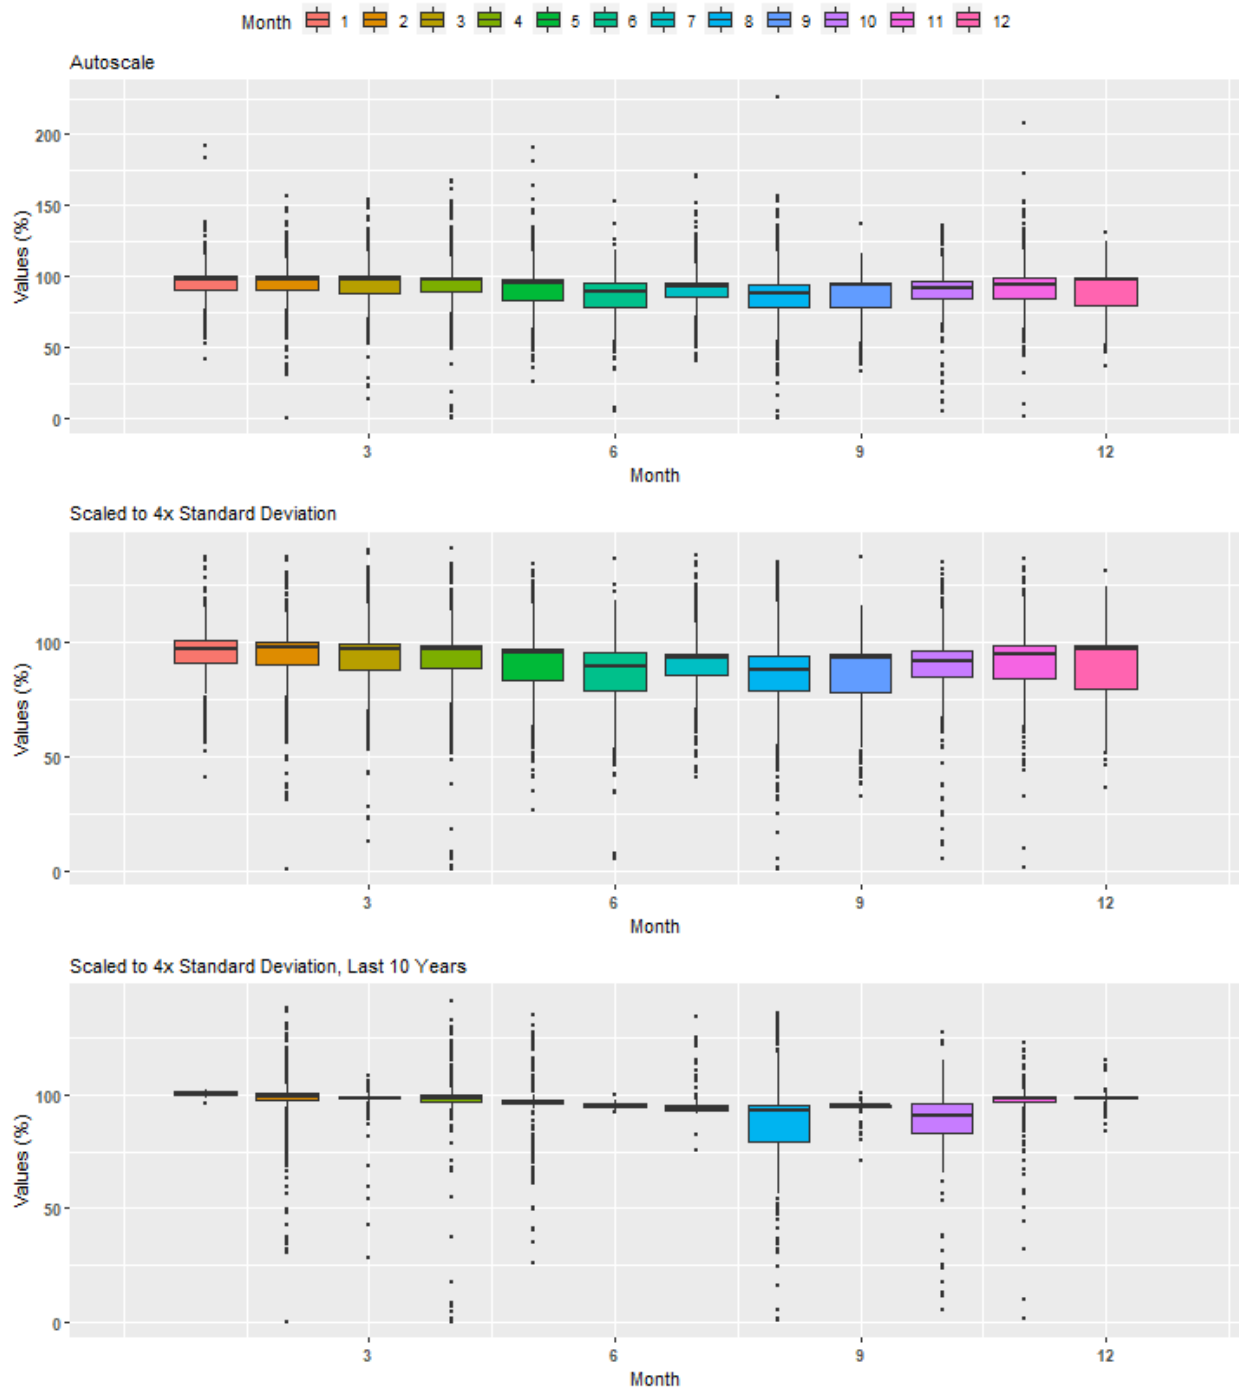 Month 1 2 3 4 5 6 7 8 9 10 11 12
Autoscale
Values (%)
200
150
100
50
0
3 6 9 12
Month
Scaled to 4x Standard Deviation
Values (%)
100
50
0
3 6 9 12
Month
Scaled to 4x Standard Deviation, Last 10 Years
Values (%)
100
50
0
3 6 9 12
Month